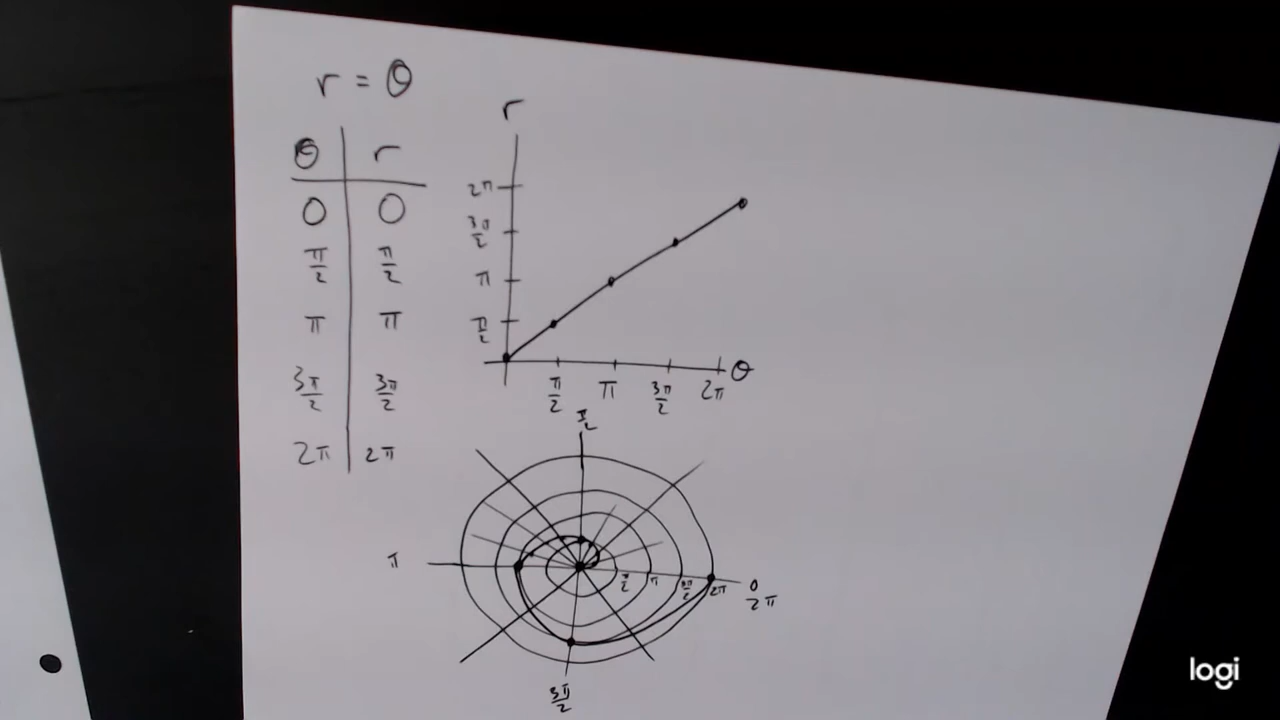 r = θ
θ r
0 0
π/2 π/2
π π
3π/2 3π/2
2π 2π
r
2π
3π/2
π
π/2
π/2 π 3π/2 2π θ
π/2
π
π/2 π 3π/2 2π
0
2π
3π/2
logi